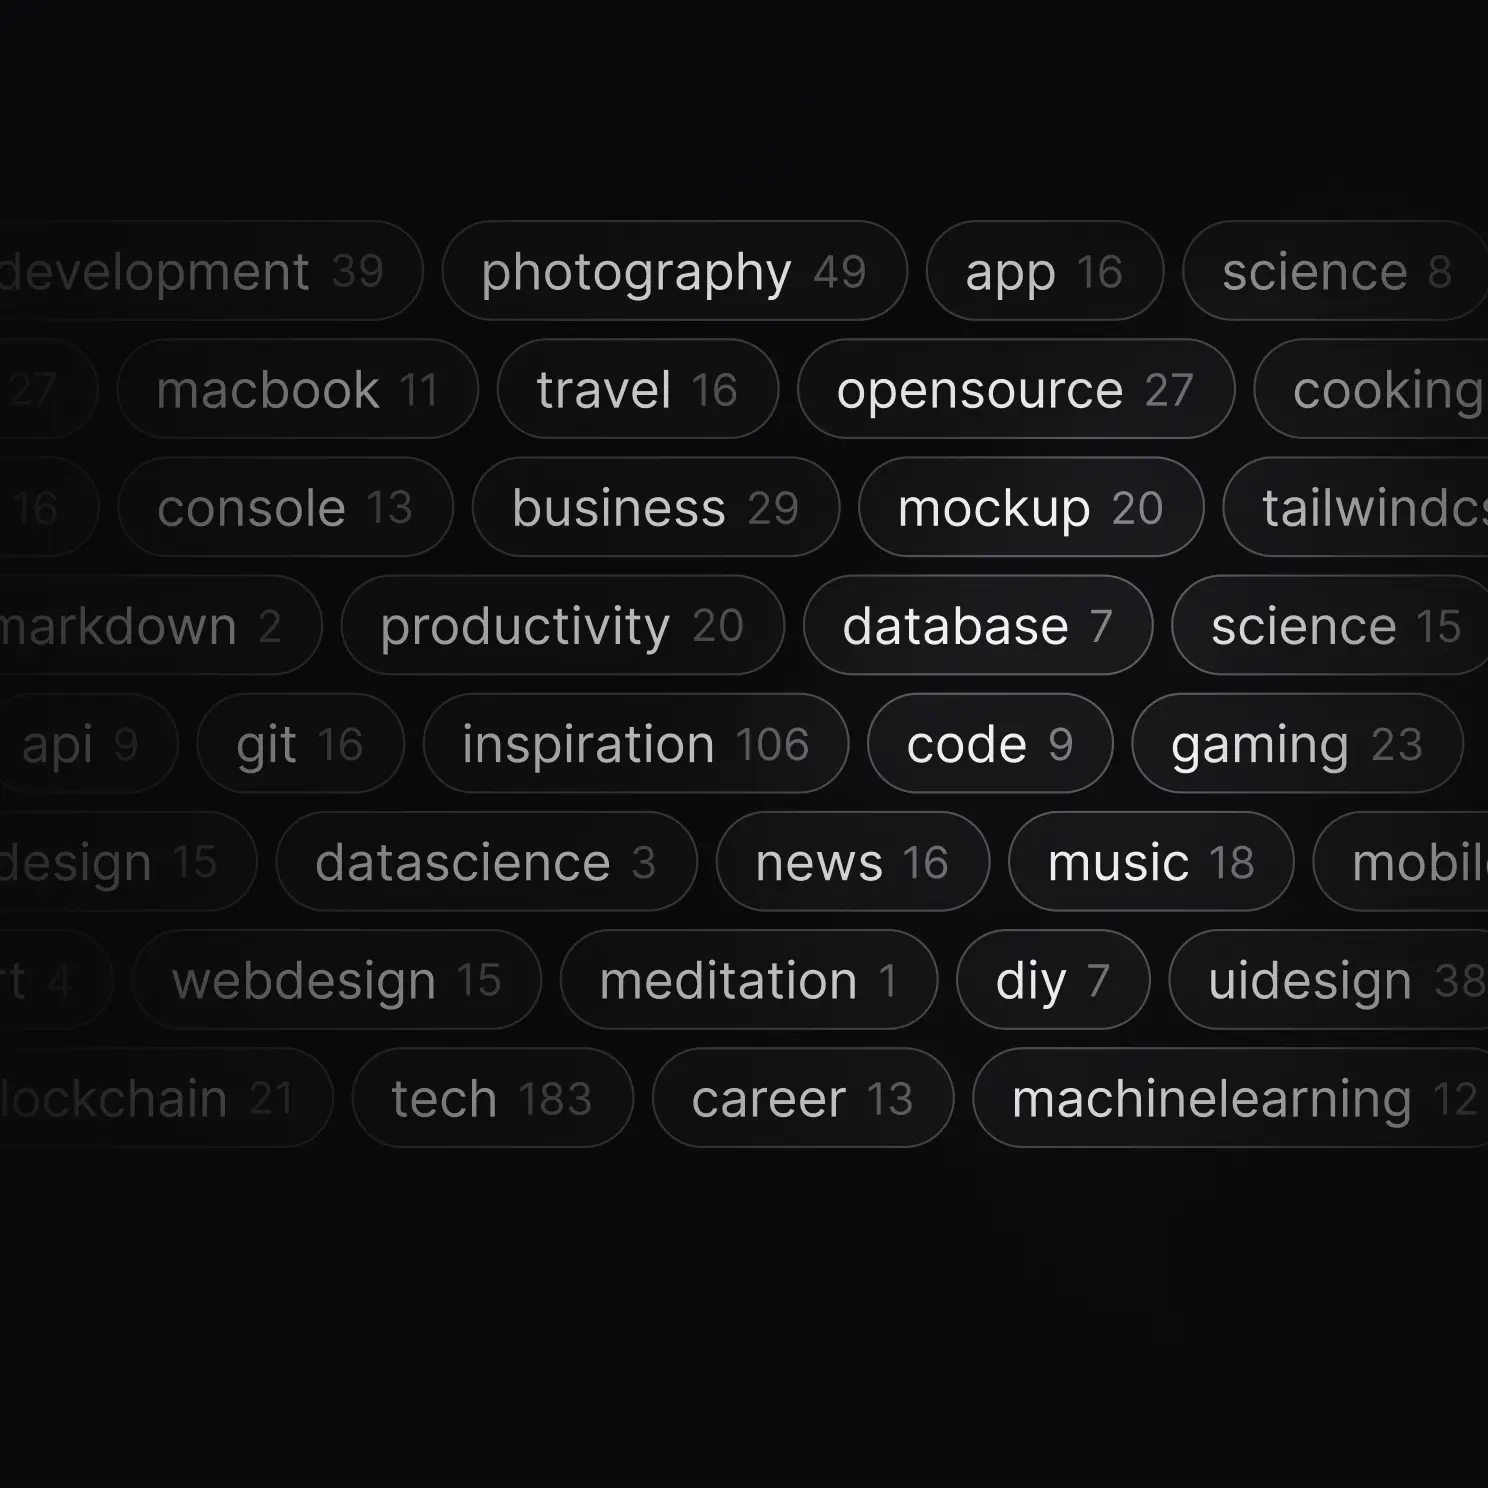 development 39 photography 49 app 16 science 8
27 macbook 11 travel 16 opensource 27 cooking
16 console 13 business 29 mockup 20 tailwindcs
markdown 2 productivity 20 database 7 science 15
api 9 git 16 inspiration 106 code 9 gaming 23
design 15 datascience 3 news 16 music 18 mobil
t 4 webdesign 15 meditation 1 diy 7 uidesign 38
lockchain 21 tech 183 career 13 machinelearning 12